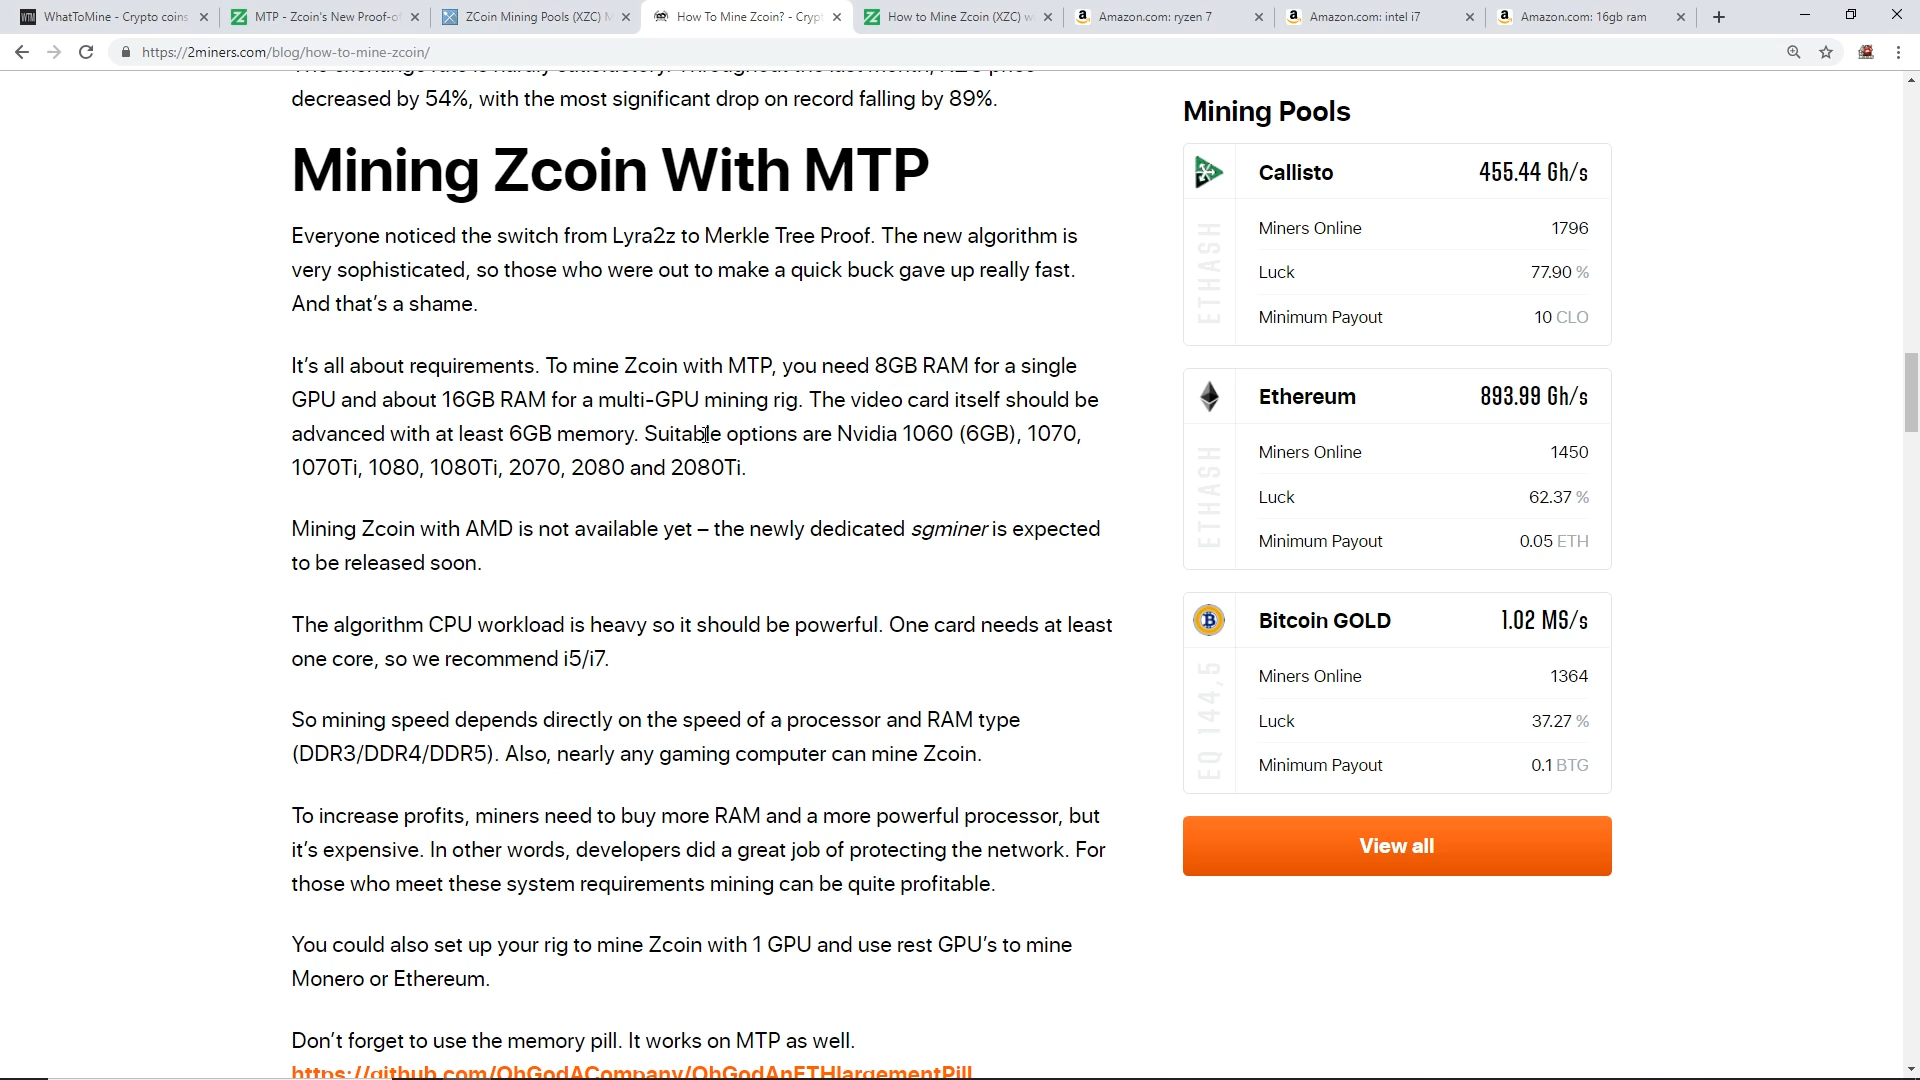 WhatToMine - Crypto coins
MTP - Zcoin's New Proof-o
ZCoin Mining Pools (XZC) M
How To Mine Zcoin? - Crypt
How to Mine Zcoin (XZC) w
Amazon.com: ryzen 7
Amazon.com: intel i7
Amazon.com: 16gb ram
https://2miners.com/blog/how-to-mine-zcoin/
decreased by 54%, with the most significant drop on record falling by 89%.
Mining Zcoin With MTP
Everyone noticed the switch from Lyra2z to Merkle Tree Proof. The new algorithm is
very sophisticated, so those who were out to make a quick buck gave up really fast.
And that's a shame.
It's all about requirements. To mine Zcoin with MTP, you need 8GB RAM for a single
GPU and about 16GB RAM for a multi-GPU mining rig. The video card itself should be
advanced with at least 6GB memory. Suitable options are Nvidia 1060 (6GB), 1070,
1070Ti, 1080, 1080Ti, 2070, 2080 and 2080Ti.
Mining Zcoin with AMD is not available yet – the newly dedicated sgminer is expected
to be released soon.
The algorithm CPU workload is heavy so it should be powerful. One card needs at least
one core, so we recommend i5/i7.
So mining speed depends directly on the speed of a processor and RAM type
(DDR3/DDR4/DDR5). Also, nearly any gaming computer can mine Zcoin.
To increase profits, miners need to buy more RAM and a more powerful processor, but
it's expensive. In other words, developers did a great job of protecting the network. For
those who meet these system requirements mining can be quite profitable.
You could also set up your rig to mine Zcoin with 1 GPU and use rest GPU's to mine
Monero or Ethereum.
Don't forget to use the memory pill. It works on MTP as well.
https://github.com/OhGodACompany/OhGodAnETHlargementPill
Mining Pools
Callisto 455.44 Gh/s
ETHASH
Miners Online 1796
Luck 77.90 %
Minimum Payout 10 CLO
Ethereum 893.99 Gh/s
ETHASH
Miners Online 1450
Luck 62.37 %
Minimum Payout 0.05 ETH
Bitcoin GOLD 1.02 MS/s
EQ 144,5
Miners Online 1364
Luck 37.27 %
Minimum Payout 0.1 BTG
View all